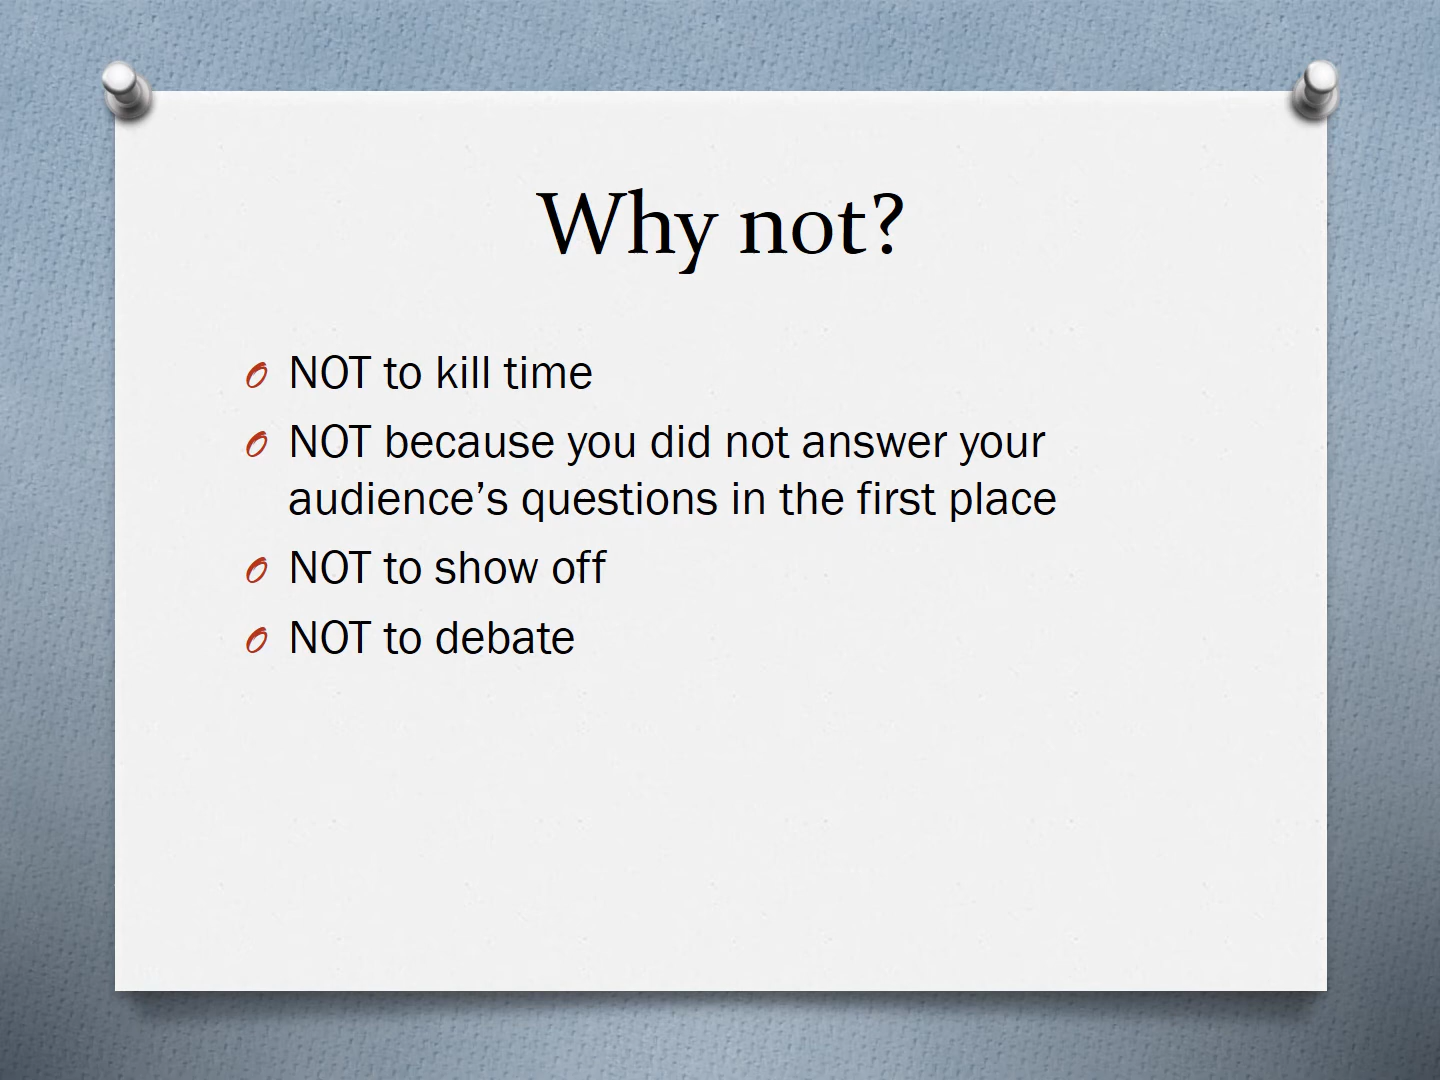 Why not?
NOT to kill time
NOT because you did not answer your
audience’s questions in the first place
NOT to show off
NOT to debate